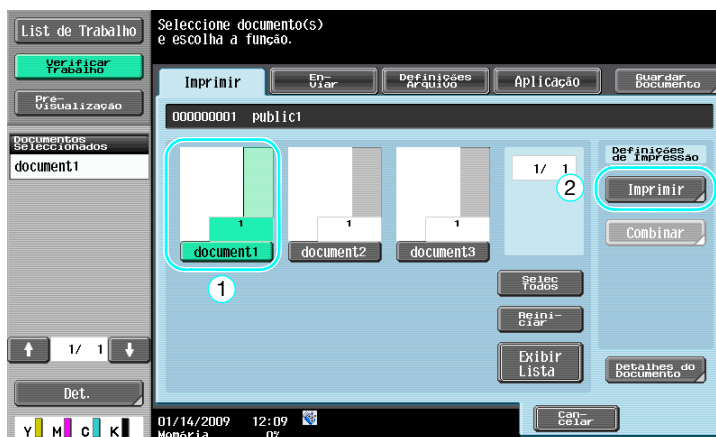 List de Trabalho
Verificar
Trabalho
Pré-
visualização
Documentos
Seleccionados
document1
1/ 1
Det.
Y M C K
Seleccione documento(s)
e escolha a função.
Imprimir
En-
viar
Definições
Arquivo
Aplicação
Guardar
Documento
000000001 public1
1
document1
1
document2
1
document3
1
1/ 1
2
Selec
Todos
Reini-
ciar
Exibir
Lista
Definições
de Impressão
Imprimir
Combinar
Detalhes do
Documento
Can-
celar
01/14/2009 12:09
Memória 0%